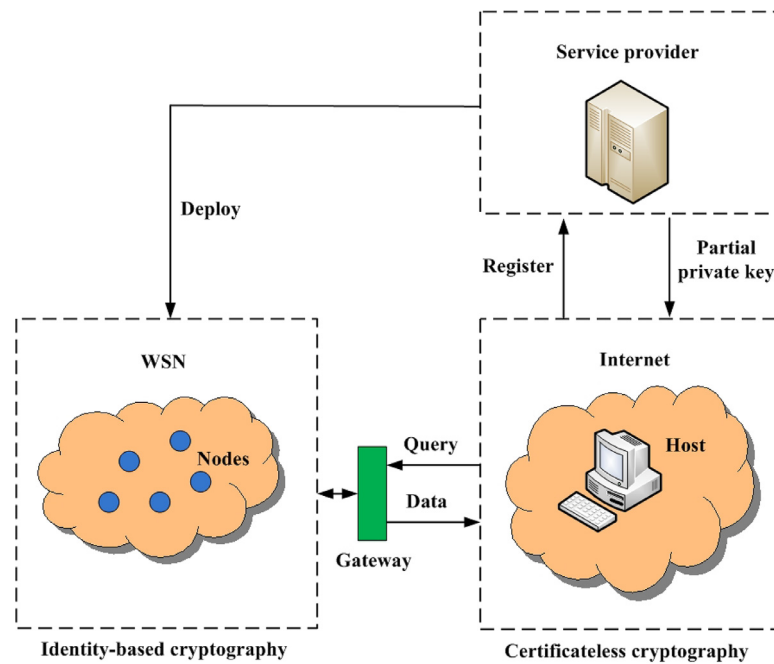 Service provider
Deploy
Register
Partial
private key
WSN
Nodes
Internet
Host
Query
Data
Gateway
Identity-based cryptography
Certificateless cryptography